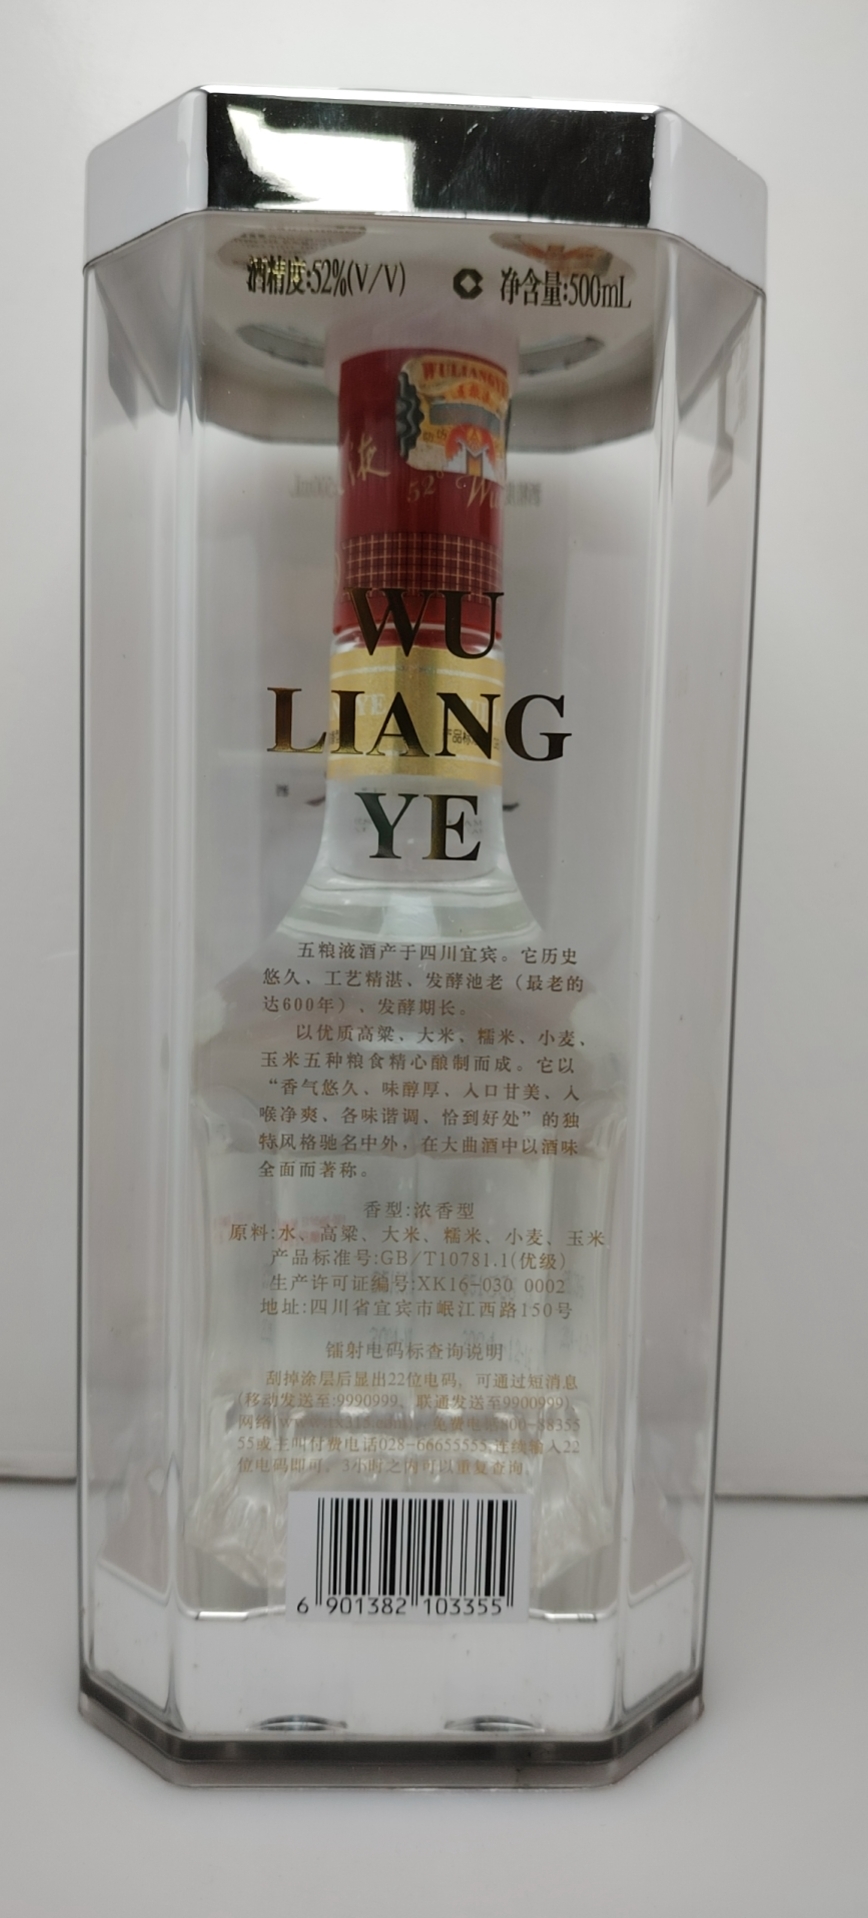 酒精度:52%(V/V) 净含量:500mL
WULIANGYE
液
52°
WU
LIANG
YE
五粮液酒产于四川宜宾。它历史
悠久、工艺精湛、发酵池老（最老的
达600年）、发酵期长。
以优质高粱、大米、糯米、小麦、
玉米五种粮食精心酿制而成。它以
“香气悠久、味醇厚、入口甘美、入
喉净爽、各味谐调、恰到好处”的独
特风格驰名中外，在大曲酒中以酒味
全面而著称。
香型:浓香型
原料:水、高粱、大米、糯米、小麦、玉米
产品标准号:GB/T10781.1(优级)
生产许可证编号:XK16-030 0002
地址:四川省宜宾市岷江西路150号
镭射电码标查询说明
刮掉涂层后显出22位电码，可通过短消息
(移动发送至:9990999、联通发送至9900999)、
网络 免费电话800-88355
55或主叫付费电话028-66655555,连续输入22
位电码即可，3小时之内可以重复查询。
6 901382 103355